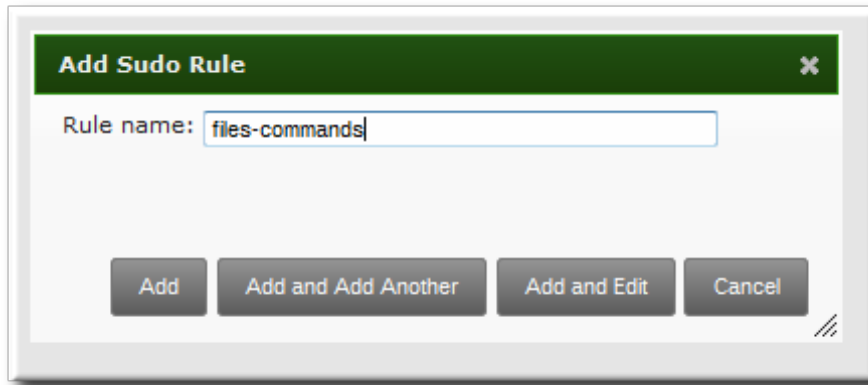 Add Sudo Rule
Rule name: files-commands
Add Add and Add Another Add and Edit Cancel